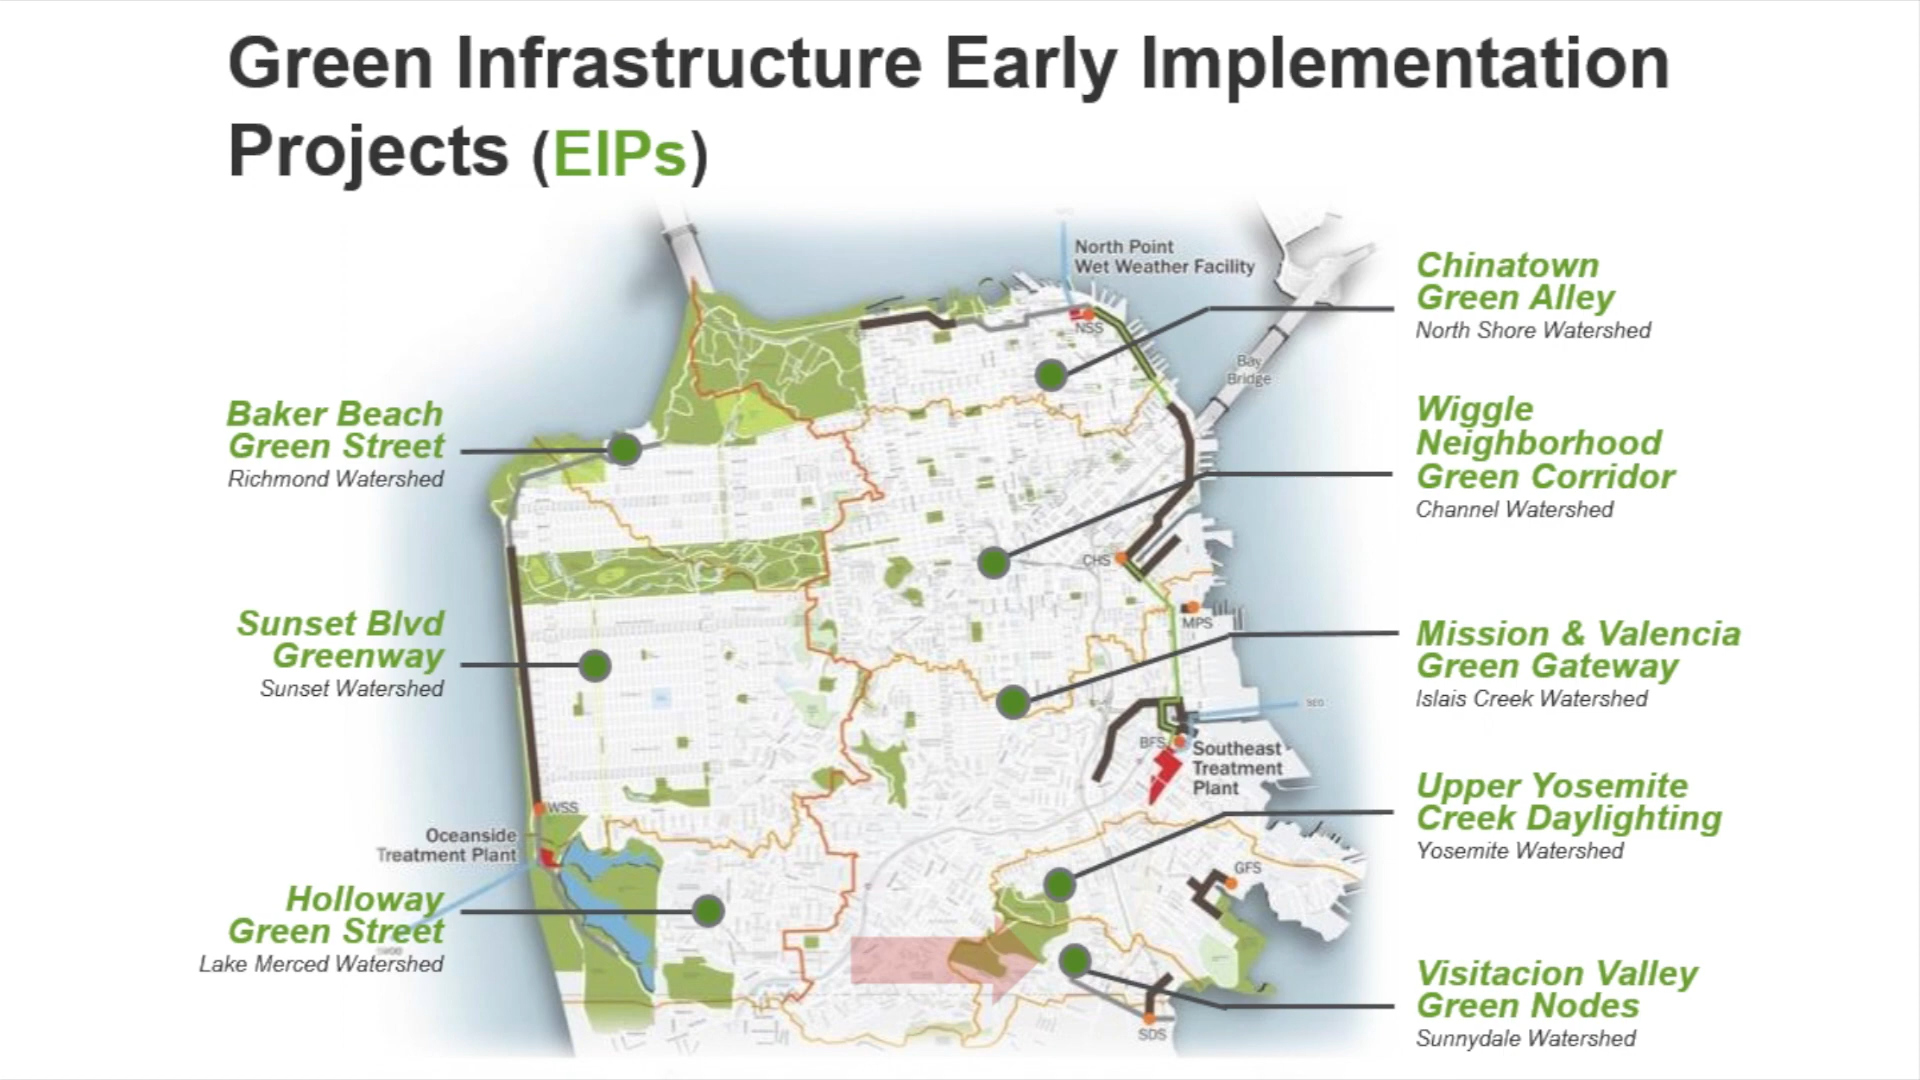 Green Infrastructure Early Implementation
Projects (EIPs)
North Point
Wet Weather Facility
NSS
Bay
Bridge
Chinatown
Green Alley
North Shore Watershed
Baker Beach
Green Street
Richmond Watershed
Wiggle
Neighborhood
Green Corridor
Channel Watershed
CHS
MPS
Sunset Blvd
Greenway
Sunset Watershed
Mission & Valencia
Green Gateway
Islais Creek Watershed
BFS
Southeast
Treatment
Plant
WSS
Oceanside
Treatment Plant
Upper Yosemite
Creek Daylighting
Yosemite Watershed
GFS
Holloway
Green Street
Lake Merced Watershed
Visitacion Valley
Green Nodes
Sunnydale Watershed
SDS